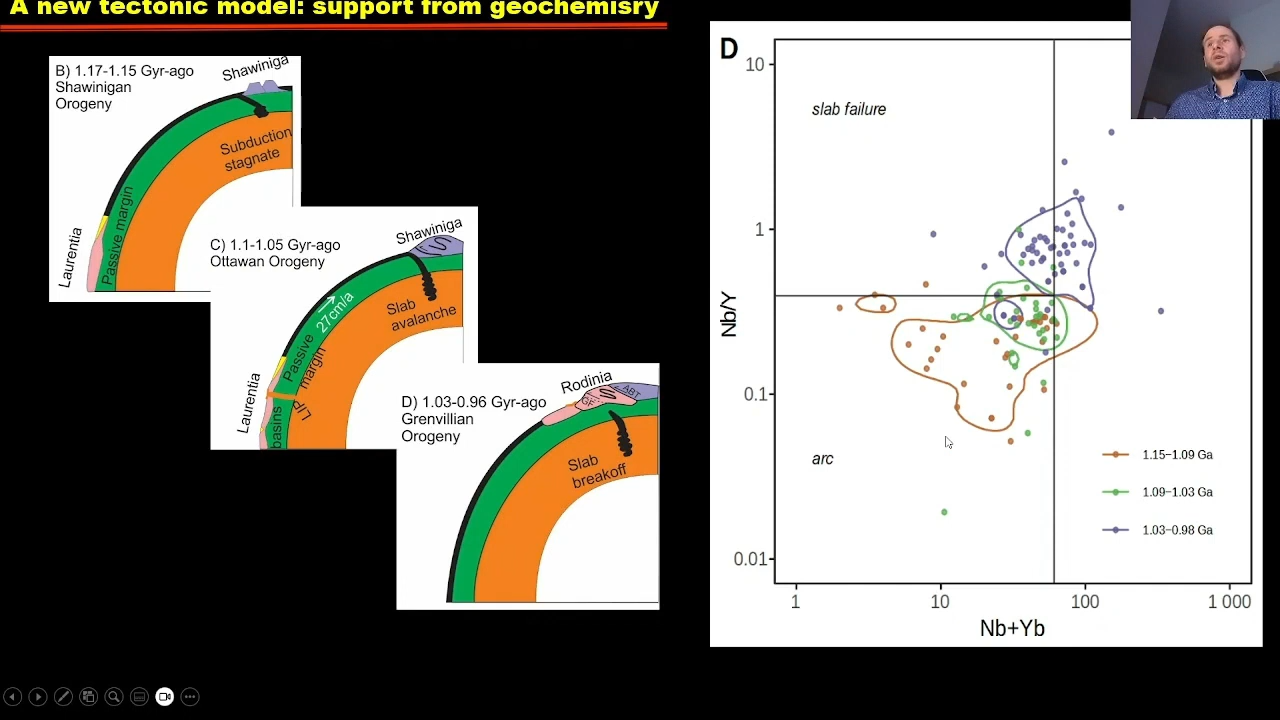 A new tectonic model: support from geochemisry
B) 1.17-1.15 Gyr-ago
Shawinigan
Orogeny
Shawiniga
Subduction
stagnate
Passive margin
Laurentia
C) 1.1-1.05 Gyr-ago
Ottawan Orogeny
Shawiniga
27cm/a
Slab
avalanche
Passive
margin
LIP
Laurentia
basins
D) 1.03-0.96 Gyr-ago
Grenvillian
Orogeny
Rodinia
GF
ABT
Slab
breakoff
D
10
1
0.1
0.01
Nb/Y
slab failure
arc
1.15−1.09 Ga
1.09−1.03 Ga
1.03−0.98 Ga
1
10
100
1 000
Nb+Yb